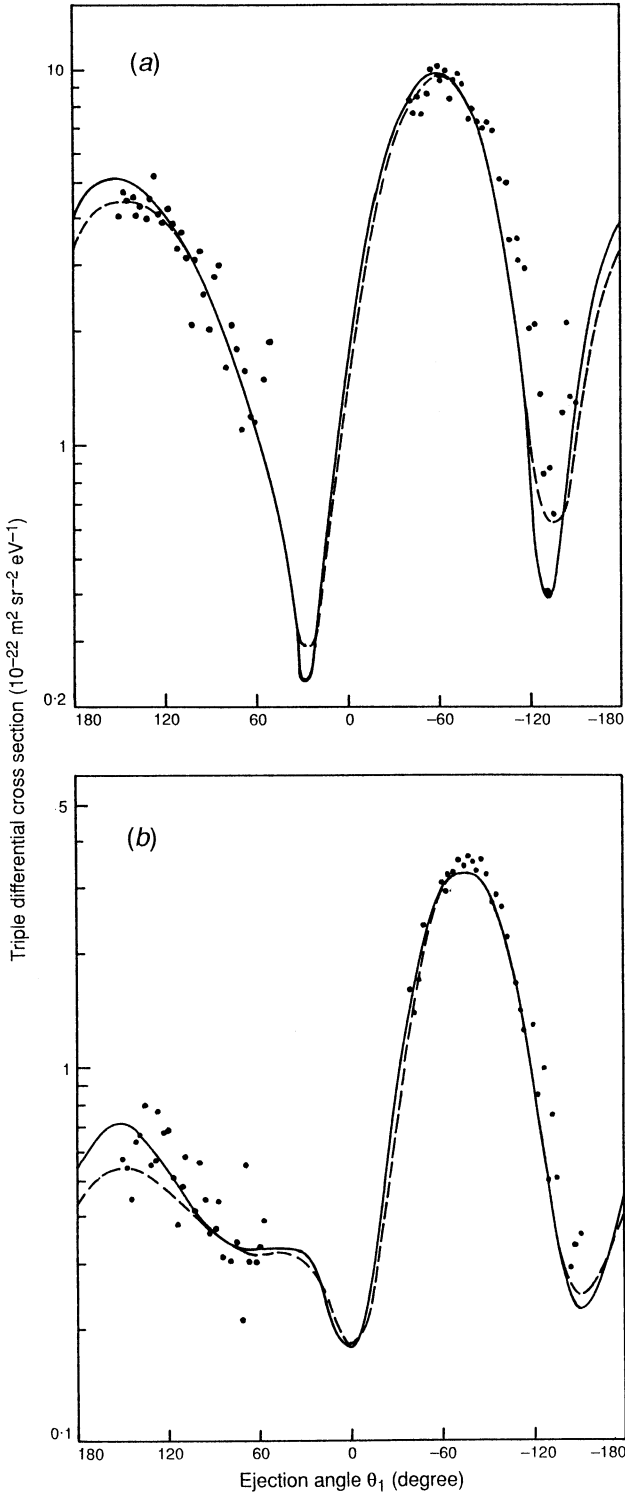 (a)
10
1
0·2
180 120 60 0 −60 −120 −180
Triple differential cross section (10⁻²² m² sr⁻² eV⁻¹)
(b)
5
1
0·1
180 120 60 0 −60 −120 −180
Ejection angle θ₁ (degree)